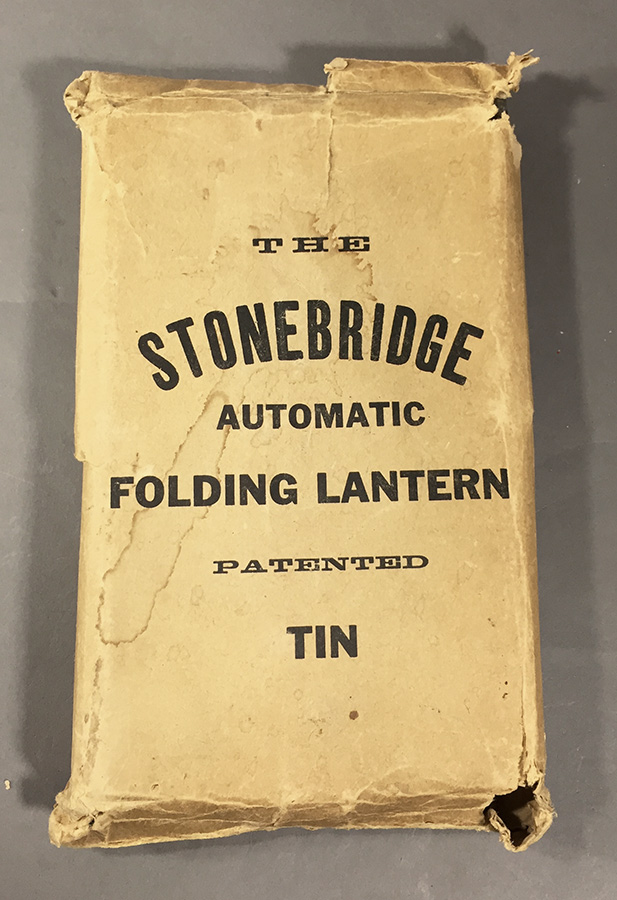 THE
STONEBRIDGE
AUTOMATIC
FOLDING LANTERN
PATENTED
TIN